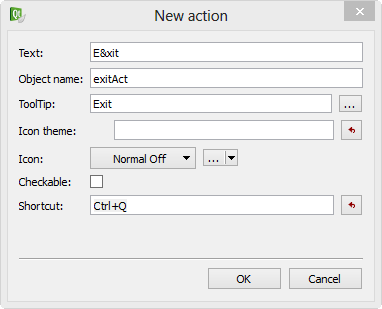 New action
Text: E&xit
Object name: exitAct
ToolTip: Exit ...
Icon theme:
Icon: Normal Off ...
Checkable:
Shortcut: Ctrl+Q
OK Cancel